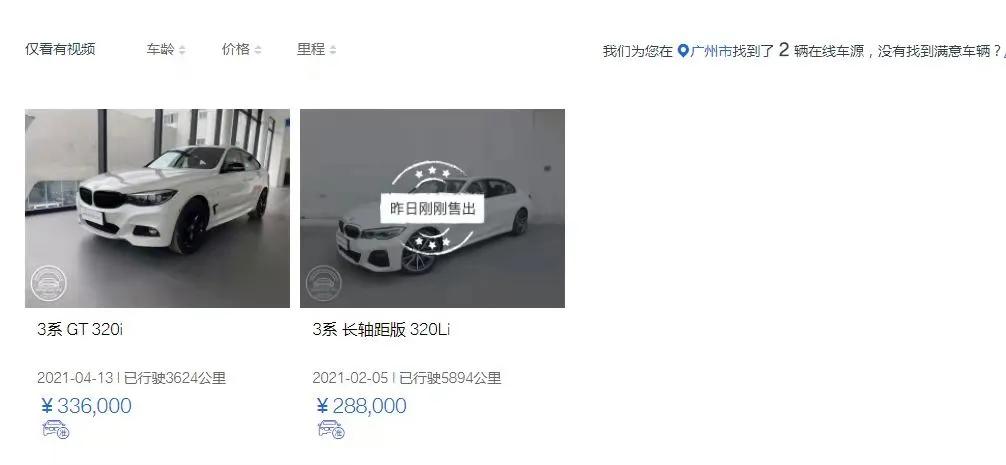 仅看有视频 车龄 价格 里程 我们为您在 广州市找到了 2 辆在线车源，没有找到满意车辆？
昨日刚刚售出
3系 GT 320i 3系 长轴距版 320Li
2021-04-13 | 已行驶3624公里 2021-02-05 | 已行驶5894公里
￥336,000 ￥288,000
准 准